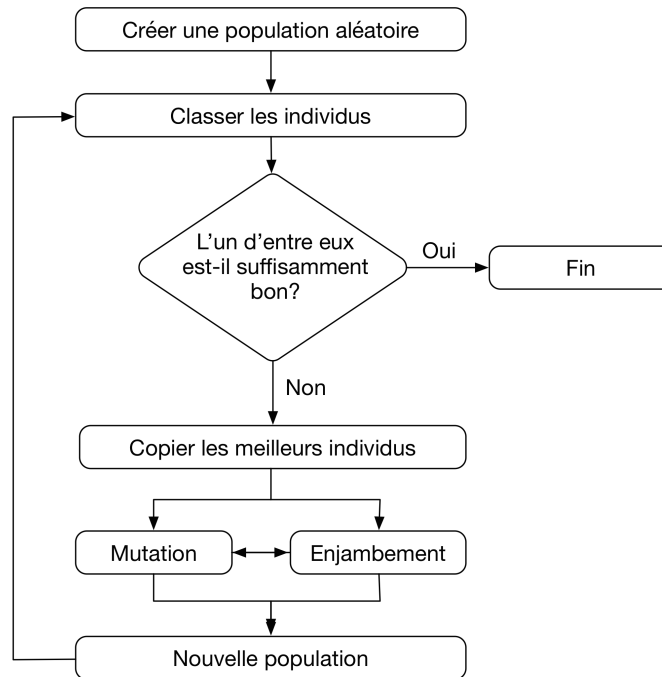 Créer une population aléatoire
Classer les individus
L'un d'entre eux
est-il suffisamment
bon?
Oui
Fin
Non
Copier les meilleurs individus
Mutation
Enjambement
Nouvelle population